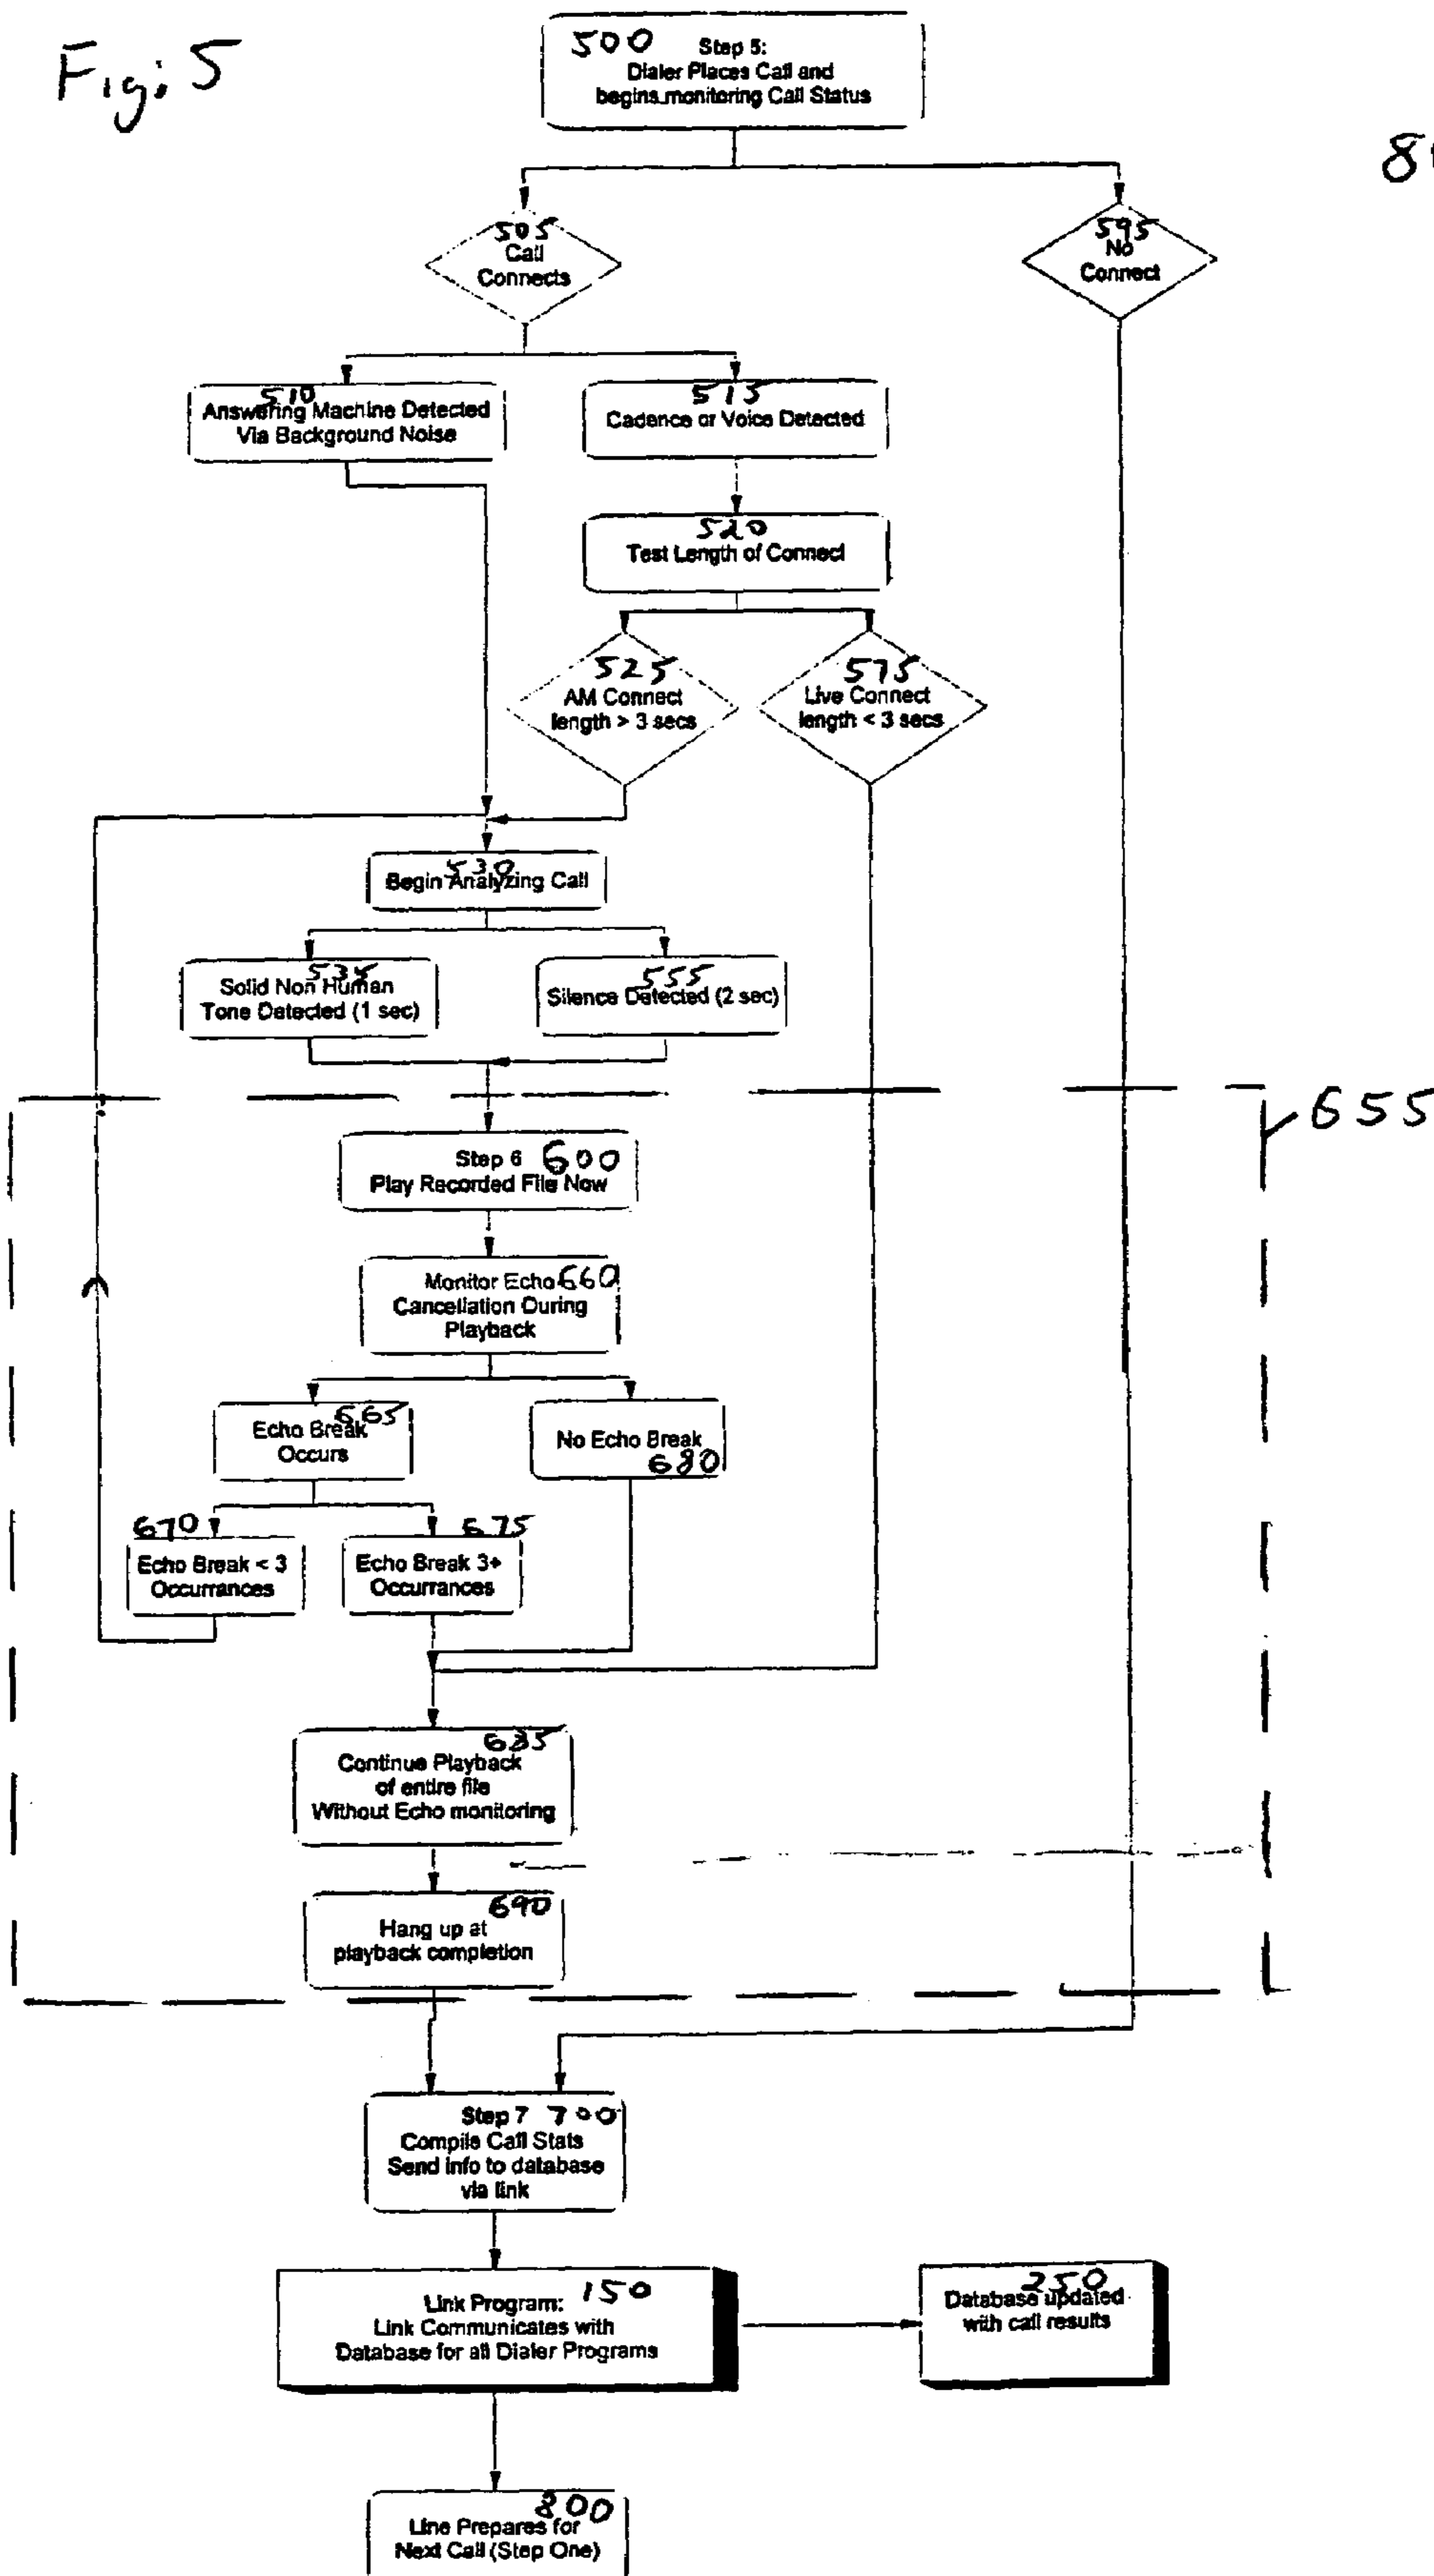 Fig: 5
500
Step 5:
Dialer Places Call and
begins monitoring Call Status
505
Call
Connects
595
No
Connect
510
Answering Machine Detected
Via Background Noise
515
Cadence or Voice Detected
520
Test Length of Connect
525
AM Connect
length > 3 secs
575
Live Connect
length < 3 secs
530
Begin Analyzing Call
535
Solid Non Human
Tone Detected (1 sec)
555
Silence Detected (2 sec)
655
Step 6 600
Play Recorded File Now
Monitor Echo 660
Cancellation During
Playback
665
Echo Break
Occurs
No Echo Break
680
670
Echo Break < 3
Occurrances
675
Echo Break 3+
Occurrances
685
Continue Playback
of entire file
Without Echo monitoring
690
Hang up at
playback completion
Step 7 700
Compile Call Stats
Send info to database
via link
Link Program: 150
Link Communicates with
Database for all Dialer Programs
250
Database updated
with call results
800
Line Prepares for
Next Call (Step One)